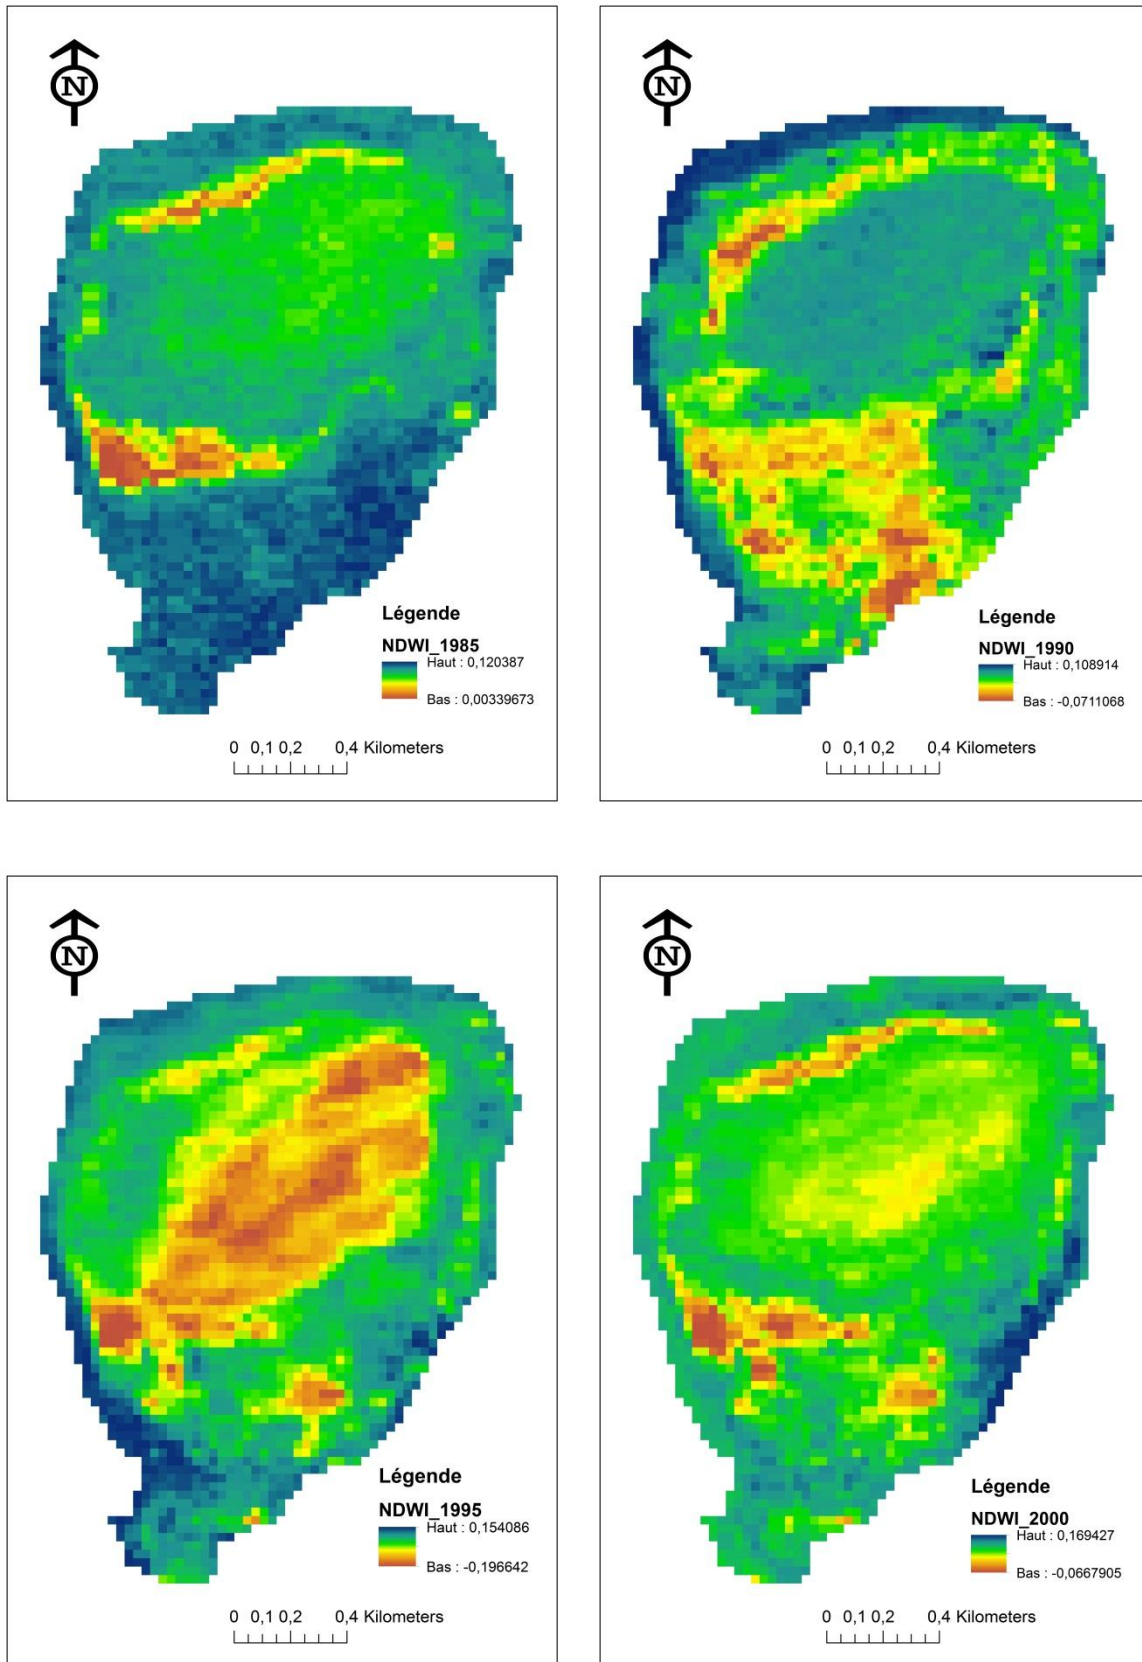 N
Légende
NDWI_1985
Haut : 0,120387
Bas : 0,00339673
0 0,1 0,2 0,4 Kilometers
N
Légende
NDWI_1990
Haut : 0,108914
Bas : -0,0711068
0 0,1 0,2 0,4 Kilometers
N
Légende
NDWI_1995
Haut : 0,154086
Bas : -0,196642
0 0,1 0,2 0,4 Kilometers
N
Légende
NDWI_2000
Haut : 0,169427
Bas : -0,0667905
0 0,1 0,2 0,4 Kilometers